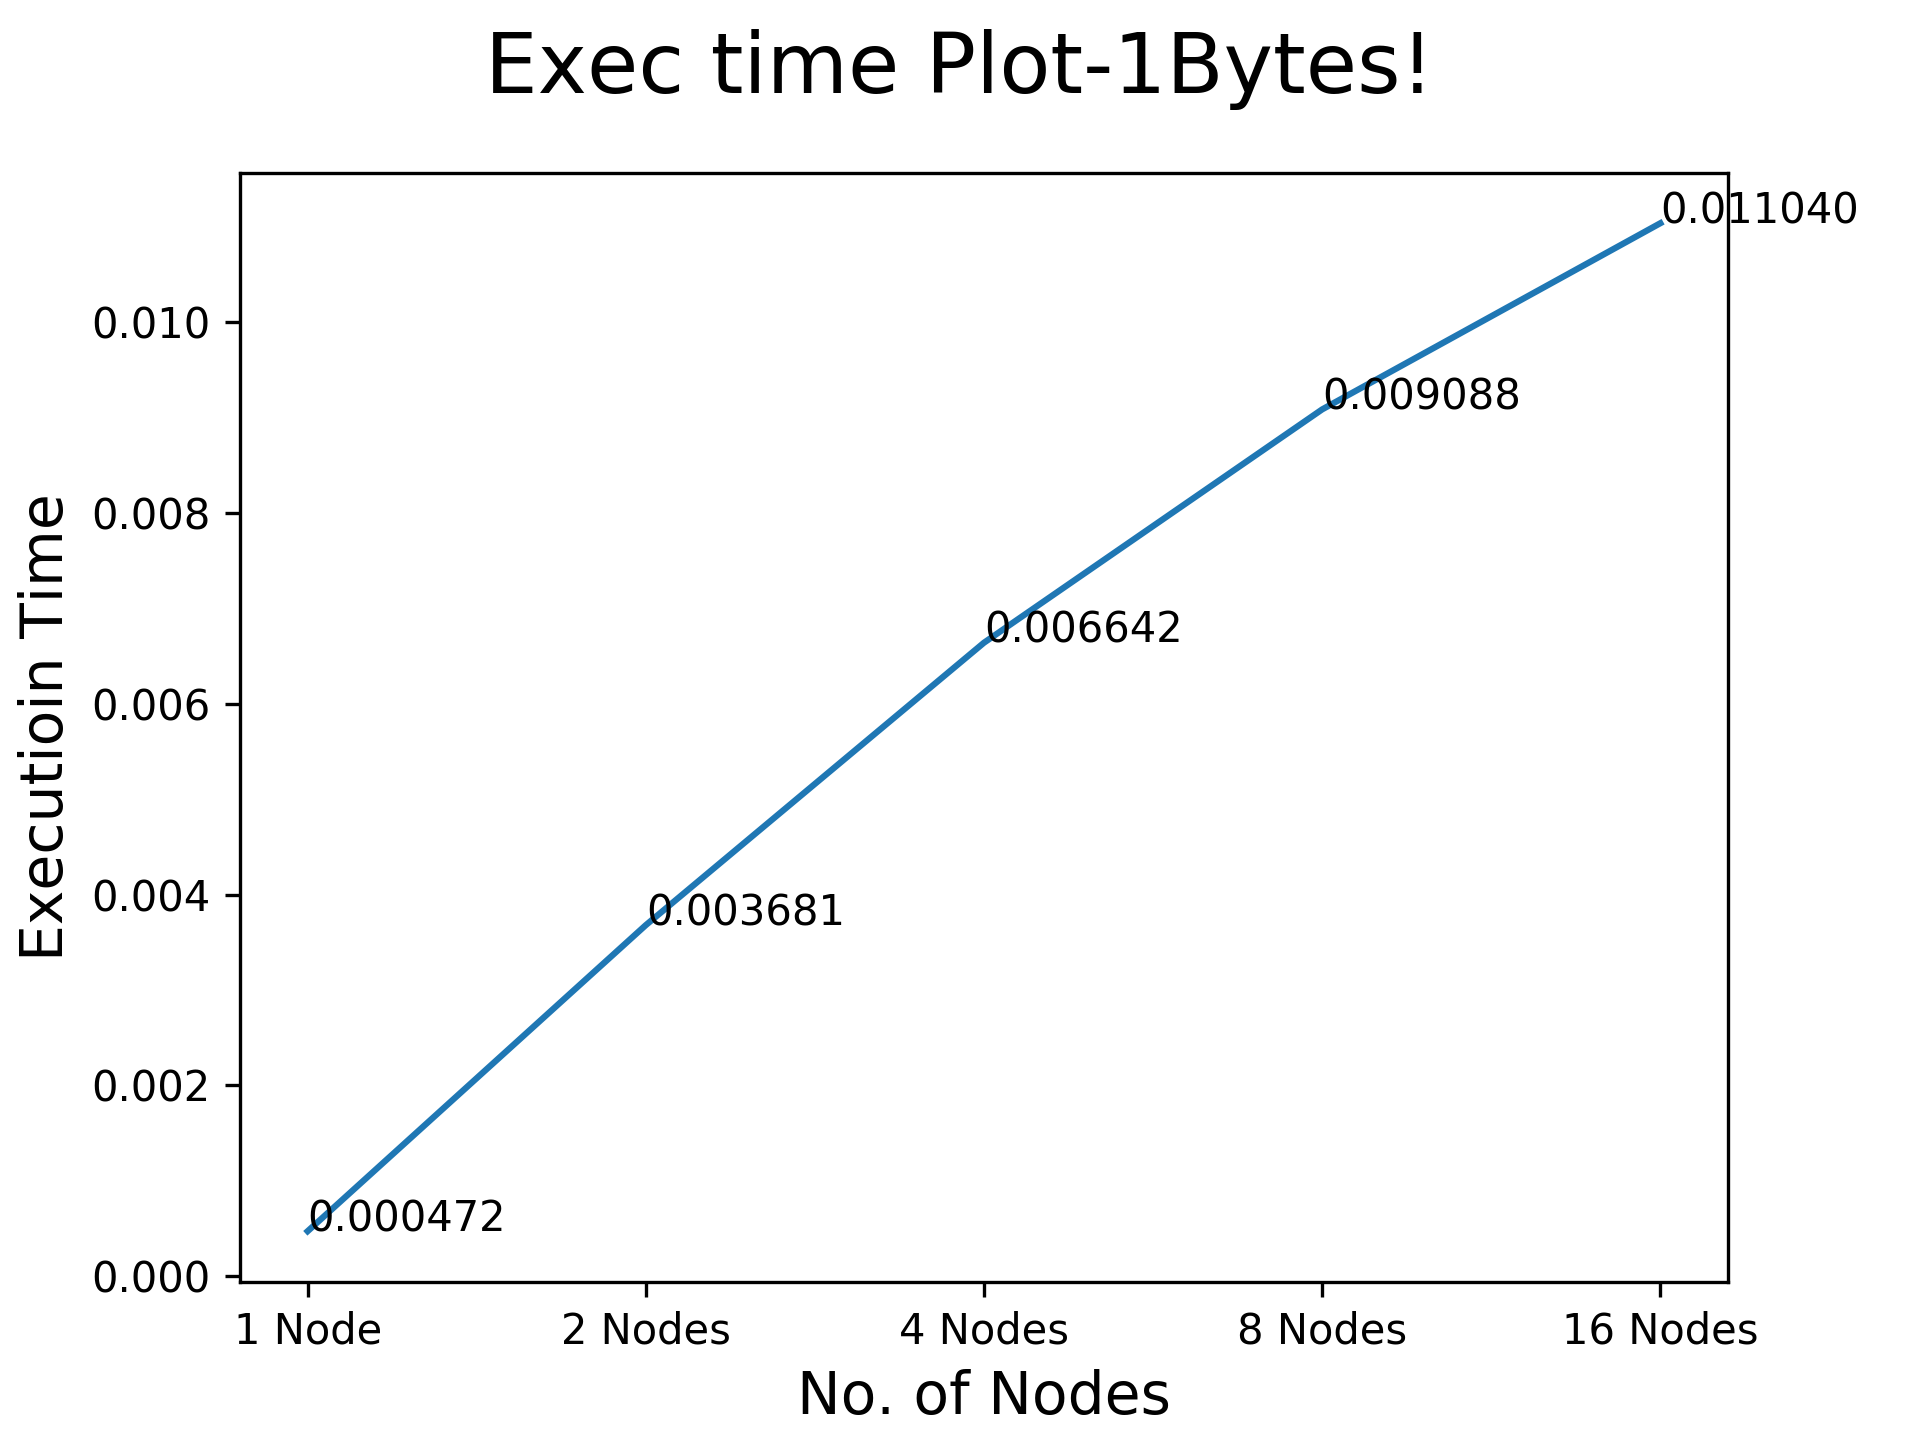 Exec time Plot-1Bytes!
Executioin Time
0.010
0.008
0.006
0.004
0.002
0.000
0.011040
0.009088
0.006642
0.003681
0.000472
1 Node
2 Nodes
4 Nodes
8 Nodes
16 Nodes
No. of Nodes